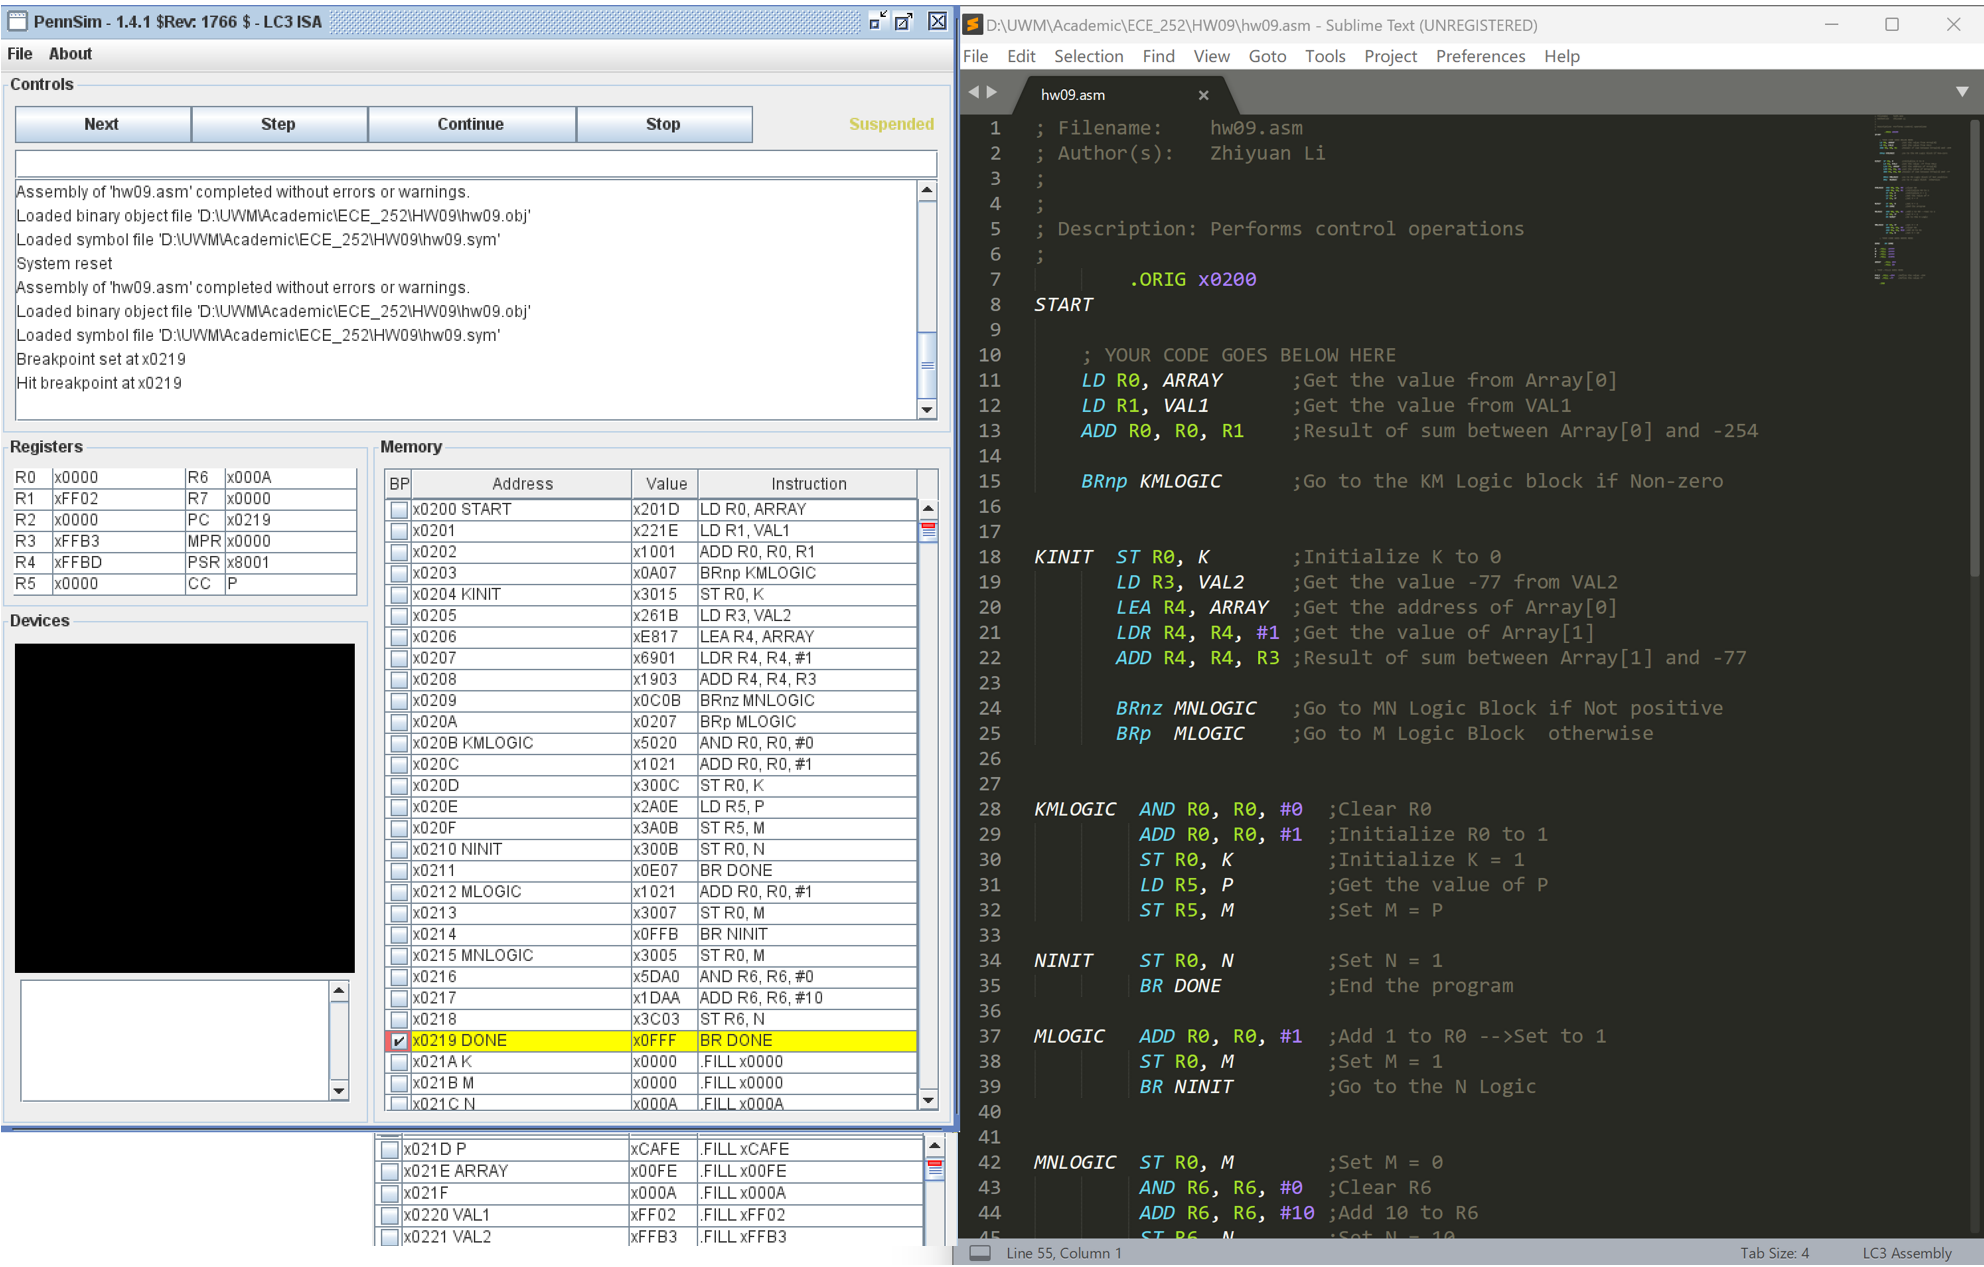 PennSim - 1.4.1 $Rev: 1766 $ - LC3 ISA
File About
Controls
Next Step Continue Stop Suspended
Assembly of 'hw09.asm' completed without errors or warnings.
Loaded binary object file 'D:\UWM\Academic\ECE_252\HW09\hw09.obj'
Loaded symbol file 'D:\UWM\Academic\ECE_252\HW09\hw09.sym'
System reset
Assembly of 'hw09.asm' completed without errors or warnings.
Loaded binary object file 'D:\UWM\Academic\ECE_252\HW09\hw09.obj'
Loaded symbol file 'D:\UWM\Academic\ECE_252\HW09\hw09.sym'
Breakpoint set at x0219
Hit breakpoint at x0219
Registers
R0 x0000 R6 x000A
R1 xFF02 R7 x0000
R2 x0000 PC x0219
R3 xFFB3 MPR x0000
R4 xFFBD PSR x8001
R5 x0000 CC P
Devices
Memory
BP Address Value Instruction
x0200 START x201D LD R0, ARRAY
x0201 x221E LD R1, VAL1
x0202 x1001 ADD R0, R0, R1
x0203 x0A07 BRnp KMLOGIC
x0204 KINIT x3015 ST R0, K
x0205 x261B LD R3, VAL2
x0206 xE817 LEA R4, ARRAY
x0207 x6901 LDR R4, R4, #1
x0208 x1903 ADD R4, R4, R3
x0209 x0C0B BRnz MNLOGIC
x020A x0207 BRp MLOGIC
x020B KMLOGIC x5020 AND R0, R0, #0
x020C x1021 ADD R0, R0, #1
x020D x300C ST R0, K
x020E x2A0E LD R5, P
x020F x3A0B ST R5, M
x0210 NINIT x300B ST R0, N
x0211 x0E07 BR DONE
x0212 MLOGIC x1021 ADD R0, R0, #1
x0213 x3007 ST R0, M
x0214 x0FFB BR NINIT
x0215 MNLOGIC x3005 ST R0, M
x0216 x5DA0 AND R6, R6, #0
x0217 x1DAA ADD R6, R6, #10
x0218 x3C03 ST R6, N
x0219 DONE x0FFF BR DONE
x021A K x0000 .FILL x0000
x021B M x0000 .FILL x0000
x021C N x000A .FILL x000A
x021D P xCAFE .FILL xCAFE
x021E ARRAY x00FE .FILL x00FE
x021F x000A .FILL x000A
x0220 VAL1 xFF02 .FILL xFF02
x0221 VAL2 xFFB3 .FILL xFFB3
D:\UWM\Academic\ECE_252\HW09\hw09.asm - Sublime Text (UNREGISTERED)
File Edit Selection Find View Goto Tools Project Preferences Help
hw09.asm
1 ; Filename: hw09.asm
2 ; Author(s): Zhiyuan Li
3 ;
4 ;
5 ; Description: Performs control operations
6 ;
7 .ORIG x0200
8 START
9
10 ; YOUR CODE GOES BELOW HERE
11 LD R0, ARRAY ;Get the value from Array[0]
12 LD R1, VAL1 ;Get the value from VAL1
13 ADD R0, R0, R1 ;Result of sum between Array[0] and -254
14
15 BRnp KMLOGIC ;Go to the KM Logic block if Non-zero
16
17
18 KINIT ST R0, K ;Initialize K to 0
19 LD R3, VAL2 ;Get the value -77 from VAL2
20 LEA R4, ARRAY ;Get the address of Array[0]
21 LDR R4, R4, #1 ;Get the value of Array[1]
22 ADD R4, R4, R3 ;Result of sum between Array[1] and -77
23
24 BRnz MNLOGIC ;Go to MN Logic Block if Not positive
25 BRp MLOGIC ;Go to M Logic Block otherwise
26
27
28 KMLOGIC AND R0, R0, #0 ;Clear R0
29 ADD R0, R0, #1 ;Initialize R0 to 1
30 ST R0, K ;Initialize K = 1
31 LD R5, P ;Get the value of P
32 ST R5, M ;Set M = P
33
34 NINIT ST R0, N ;Set N = 1
35 BR DONE ;End the program
36
37 MLOGIC ADD R0, R0, #1 ;Add 1 to R0 -->Set to 1
38 ST R0, M ;Set M = 1
39 BR NINIT ;Go to the N Logic
40
41
42 MNLOGIC ST R0, M ;Set M = 0
43 AND R6, R6, #0 ;Clear R6
44 ADD R6, R6, #10 ;Add 10 to R6
45 ST R6, N ;Set N = 10
Line 55, Column 1 Tab Size: 4 LC3 Assembly